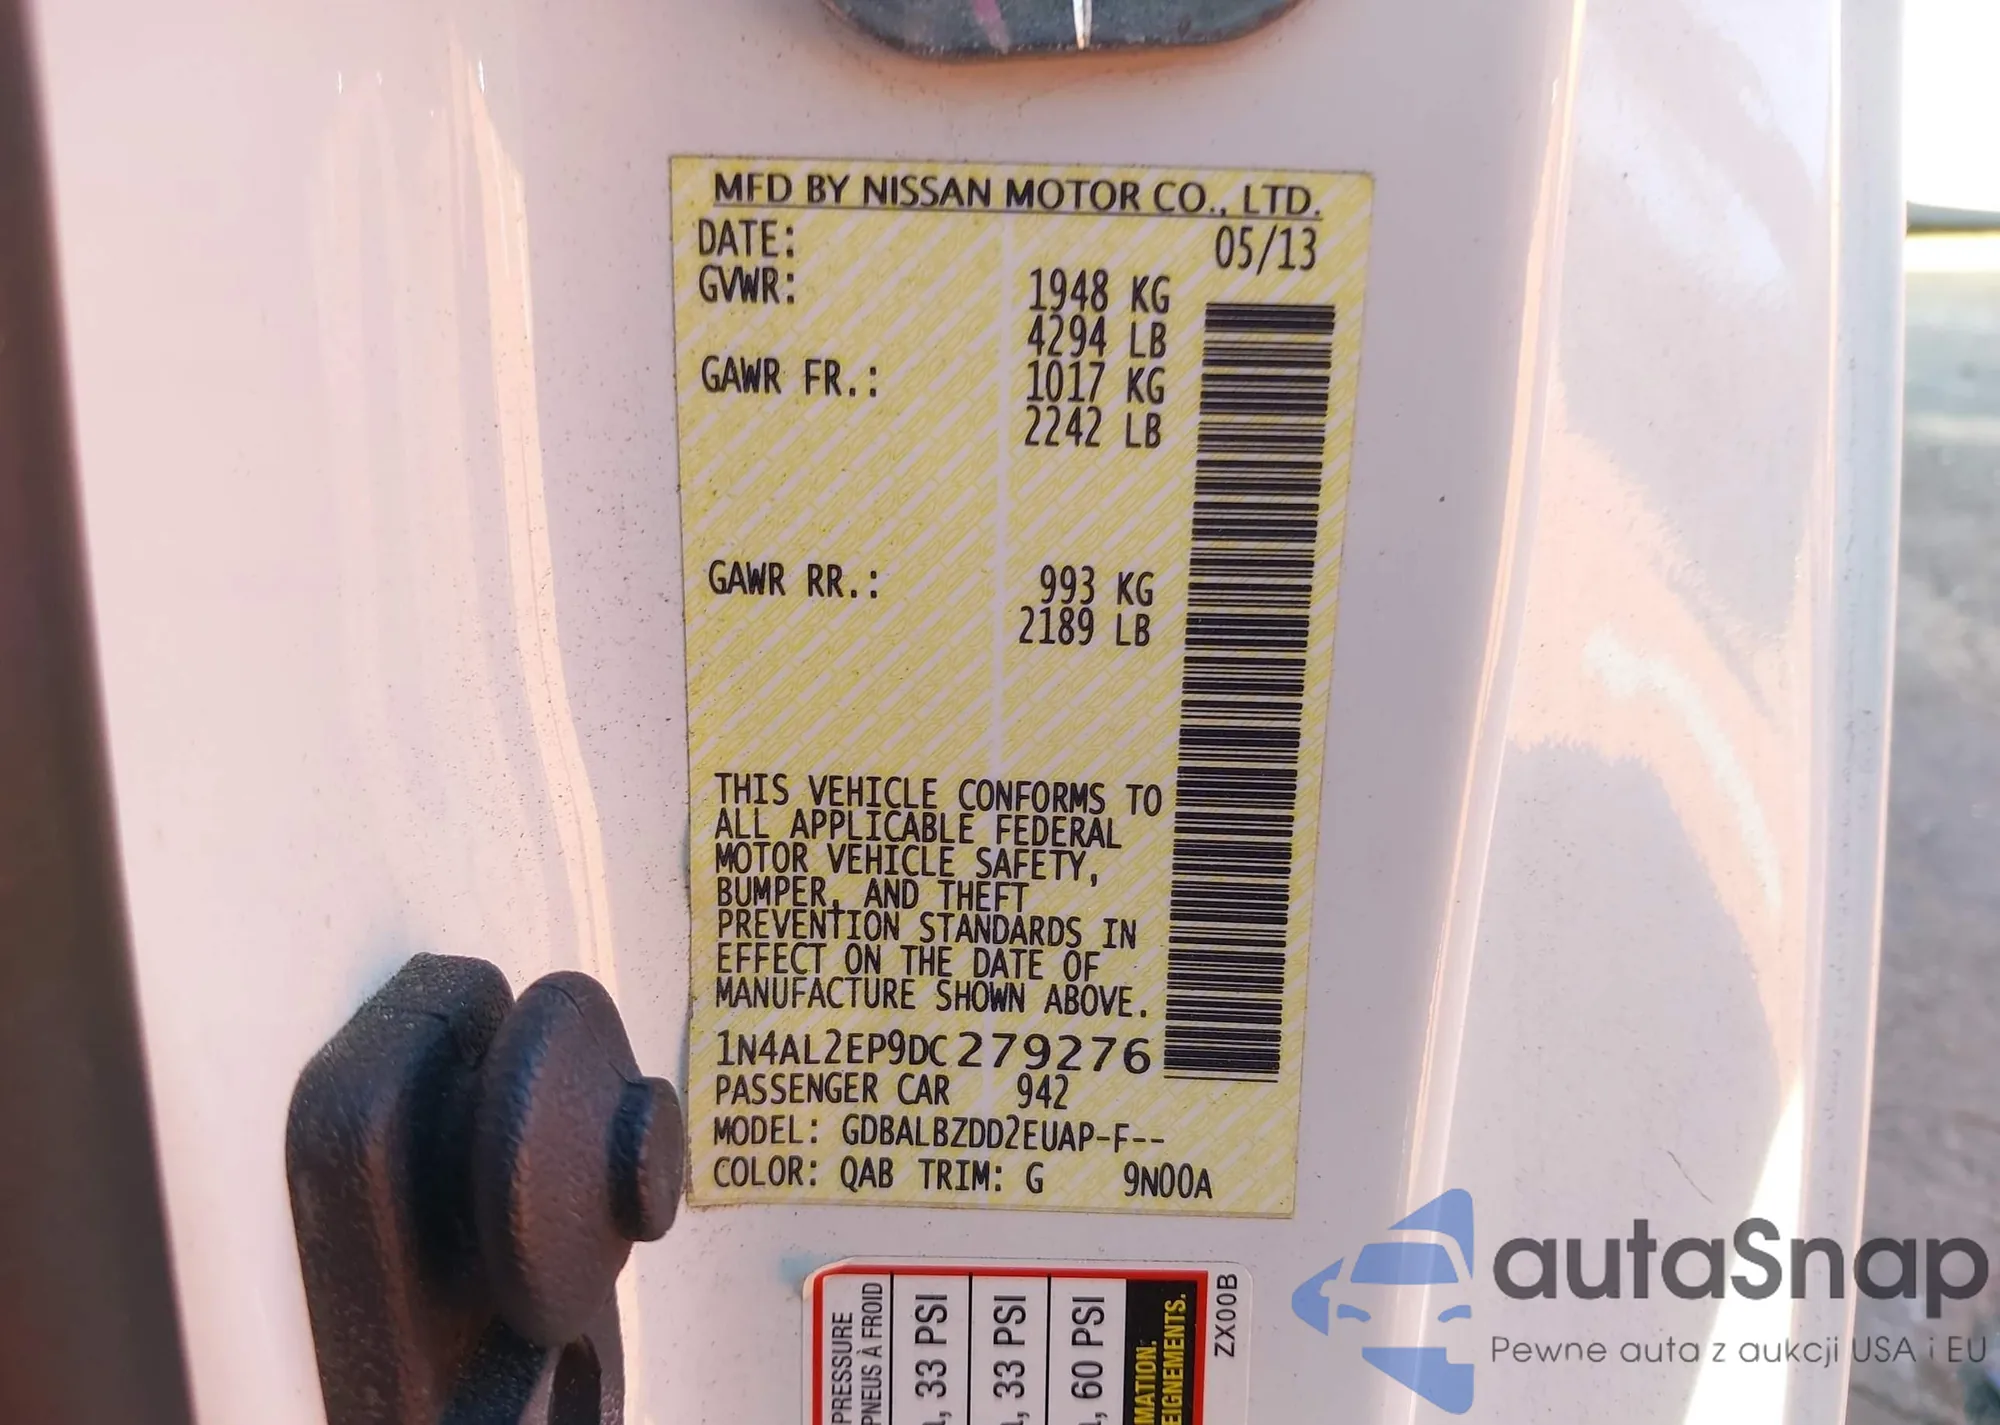 MFD BY NISSAN MOTOR CO., LTD.
DATE: 05/13
GVWR: 1948 KG
4294 LB
GAWR FR.: 1017 KG
2242 LB
GAWR RR.: 993 KG
2189 LB
THIS VEHICLE CONFORMS TO
ALL APPLICABLE FEDERAL
MOTOR VEHICLE SAFETY,
BUMPER, AND THEFT
PREVENTION STANDARDS IN
EFFECT ON THE DATE OF
MANUFACTURE SHOWN ABOVE.
1N4AL2EP9DC279276
PASSENGER CAR 942
MODEL: GDBALBZDD2EUAP-F--
COLOR: QAB TRIM: G 9N00A
PRESSURE
PNEUS À FROID
33 PSI
33 PSI
60 PSI
ZX00B
autaSnap
Pewne auta z aukcji USA i EU